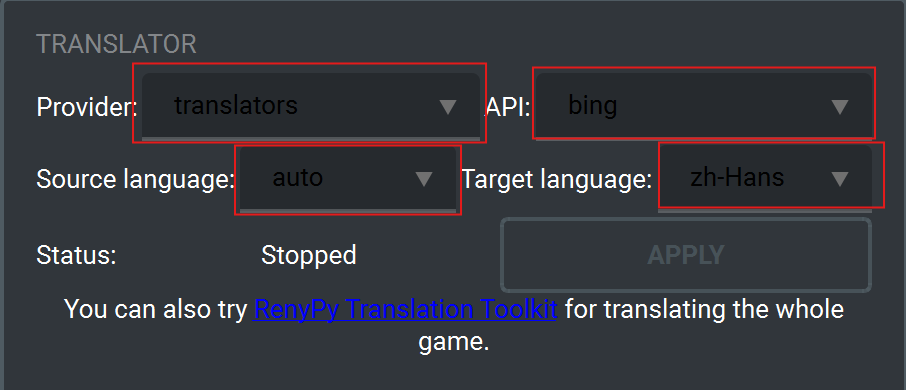 TRANSLATOR
Provider: translators API: bing
Source language: auto Target language: zh-Hans
Status: Stopped APPLY
You can also try RenyPy Translation Toolkit for translating the whole
game.